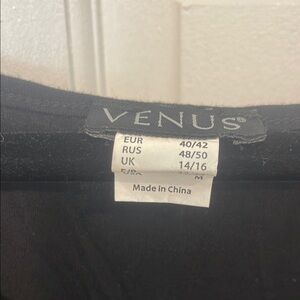 VENUS®
EUR 40/42
RUS 48/50
UK 14/16
M
Made in China